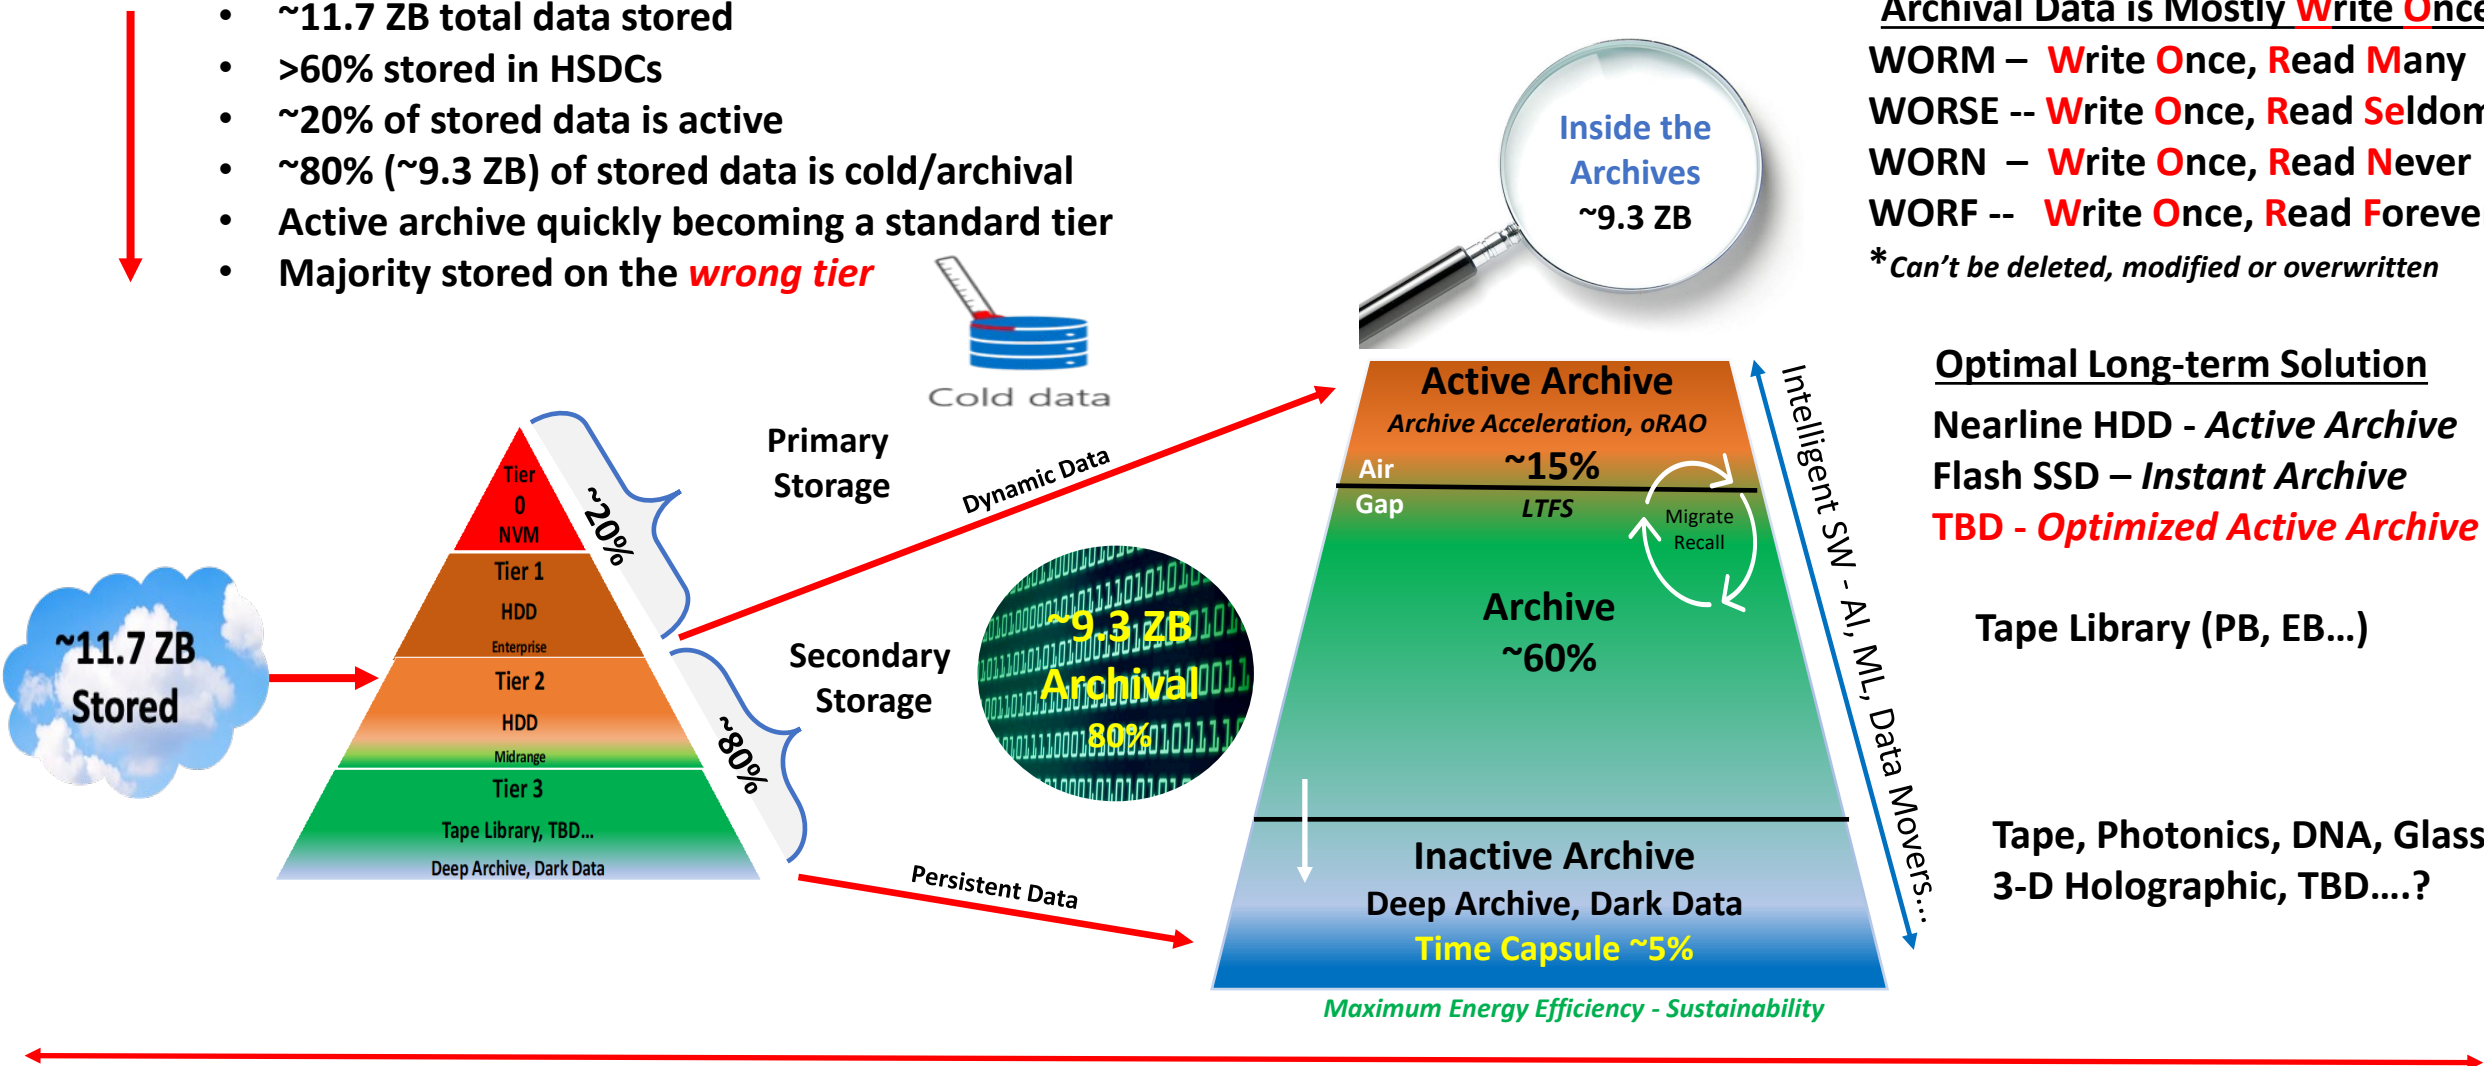 • ~11.7 ZB total data stored
• >60% stored in HSDCs
• ~20% of stored data is active
• ~80% (~9.3 ZB) of stored data is cold/archival
• Active archive quickly becoming a standard tier
• Majority stored on the wrong tier
Cold data
Inside the
Archives
~9.3 ZB
Archival Data is Mostly Write Once
WORM – Write Once, Read Many
WORSE -- Write Once, Read Seldom
WORN – Write Once, Read Never
WORF -- Write Once, Read Foreve
*Can't be deleted, modified or overwritten
~11.7 ZB
Stored
Tier
0
NVM
Tier 1
HDD
Enterprise
Tier 2
HDD
Midrange
Tier 3
Tape Library, TBD...
Deep Archive, Dark Data
~20%
~80%
Primary
Storage
Secondary
Storage
Dynamic Data
Persistent Data
~9.3 ZB
Archival
80%
Active Archive
Archive Acceleration, oRAO
~15%
Air
Gap
LTFS
Migrate
Recall
Archive
~60%
Inactive Archive
Deep Archive, Dark Data
Time Capsule ~5%
Maximum Energy Efficiency - Sustainability
Intelligent SW - AI, ML, Data Movers...
Optimal Long-term Solution
Nearline HDD - Active Archive
Flash SSD – Instant Archive
TBD - Optimized Active Archive
Tape Library (PB, EB...)
Tape, Photonics, DNA, Glass
3-D Holographic, TBD....?